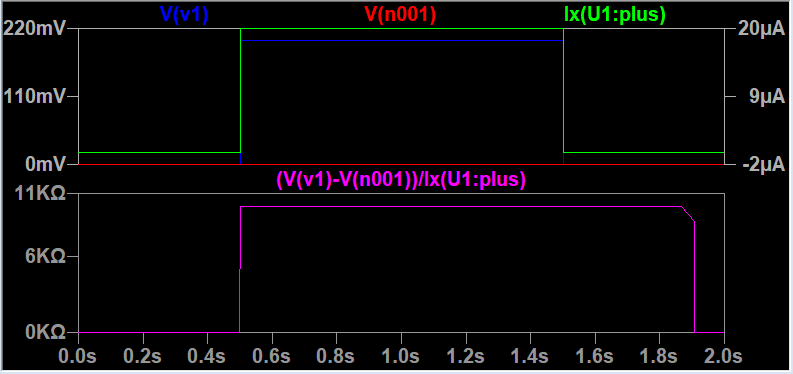 V(v1) V(n001) Ix(U1:plus)
220mV 20µA
110mV 9µA
0mV -2µA
(V(v1)-V(n001))/Ix(U1:plus)
11KΩ
6KΩ
0KΩ
0.0s 0.2s 0.4s 0.6s 0.8s 1.0s 1.2s 1.4s 1.6s 1.8s 2.0s